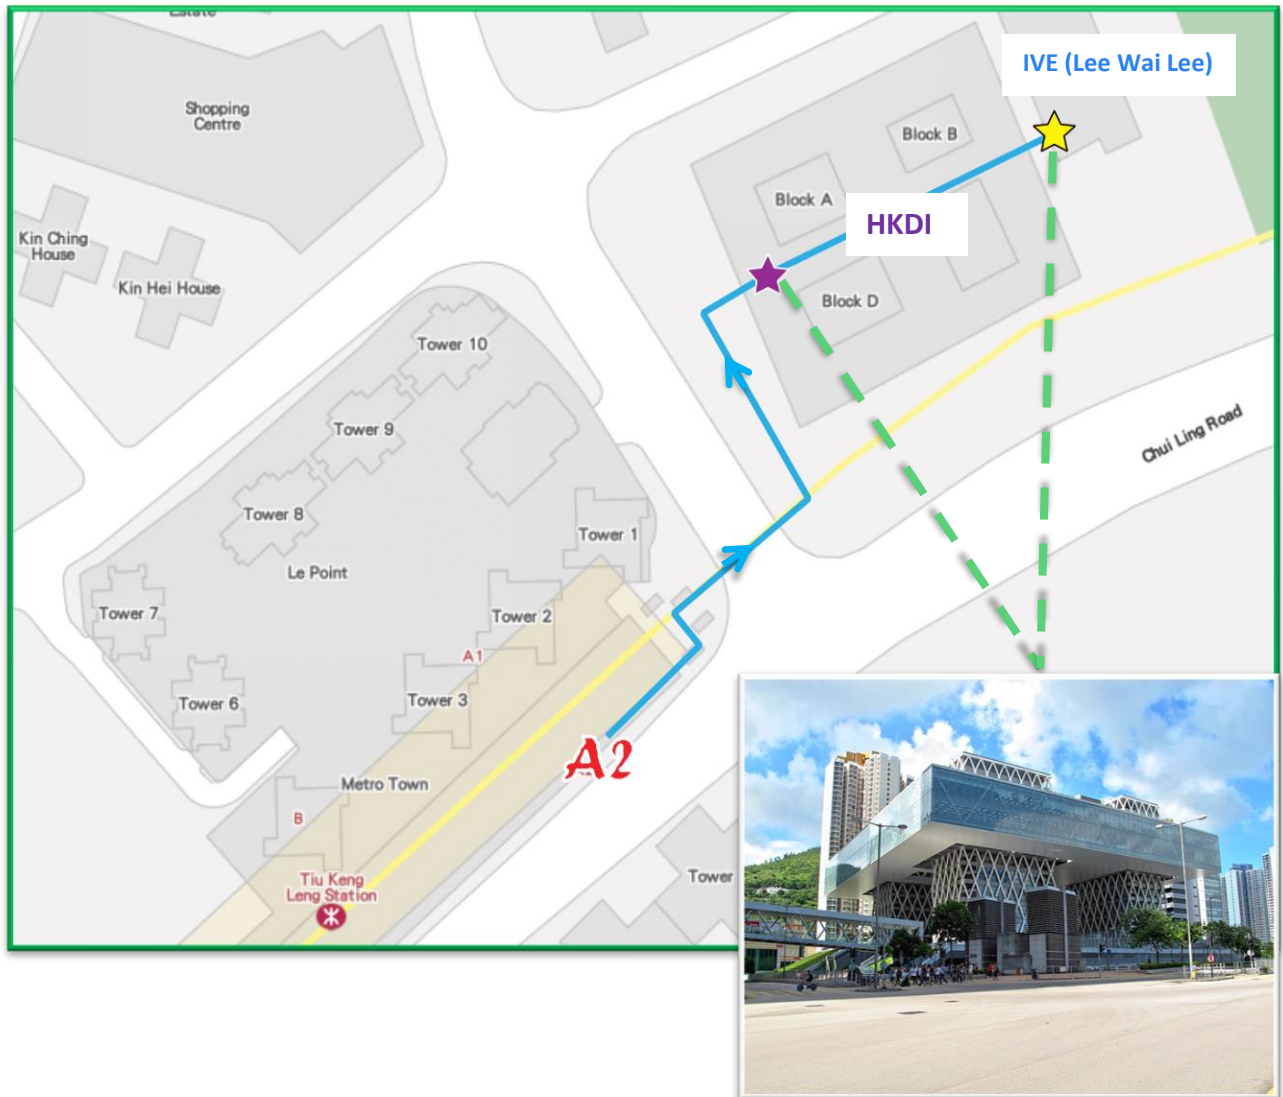 Estate
IVE (Lee Wai Lee)
Shopping
Centre
Block B
Block A
HKDI
Kin Ching
House
Kin Hei House
Block D
Tower 10
Tower 9
Chui Ling Road
Tower 8
Tower 1
Le Point
Tower 7
Tower 2
A1
Tower 6
Tower 3
A2
Metro Town
B
Tower
Tiu Keng
Leng Station